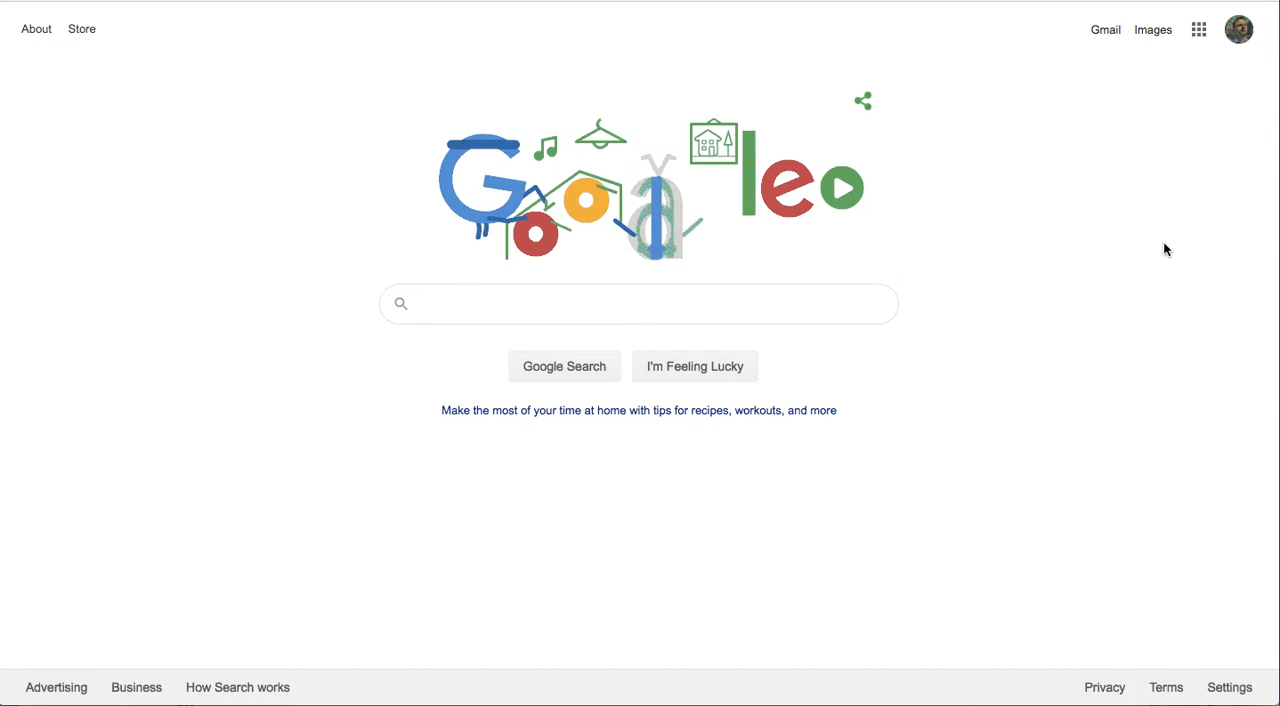 About Store
Gmail Images
Google
Google Search I'm Feeling Lucky
Make the most of your time at home with tips for recipes, workouts, and more
Advertising Business How Search works
Privacy Terms Settings